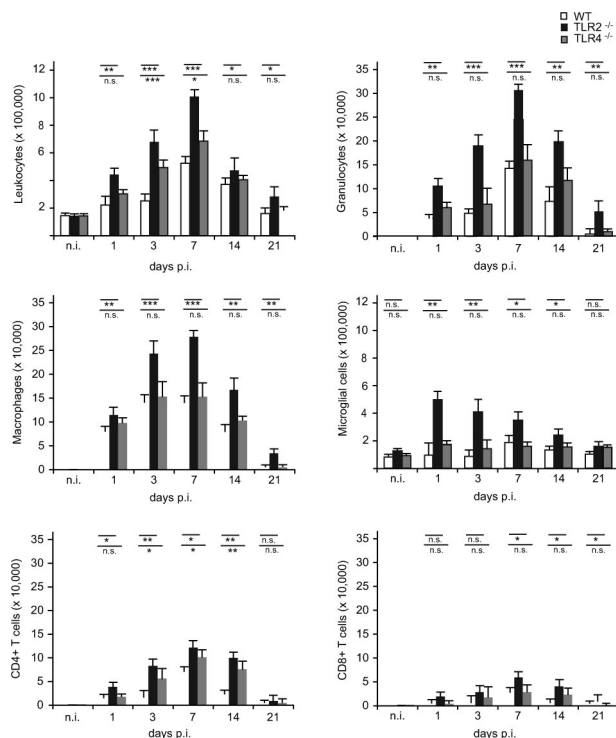 WT
TLR2 -/-
TLR4 -/-
Leukocytes (x 100,000)
12
10
8
6
4
2
** *** *** * *
n.s. *** * n.s. n.s.
n.i. 1 3 7 14 21
days p.i.
Granulocytes (x 10,000)
35
30
25
20
15
10
5
0
** *** *** ** **
n.s. n.s. n.s. n.s. n.s.
n.i. 1 3 7 14 21
days p.i.
Macrophages (x 10,000)
35
30
25
20
15
10
5
0
** *** *** ** **
n.s. n.s. n.s. n.s. n.s.
n.i. 1 3 7 14 21
days p.i.
Microglial cells (x 100,000)
12
10
8
6
4
2
0
n.s. ** ** * * n.s.
n.s. n.s. n.s. n.s. n.s. n.s.
n.i. 1 3 7 14 21
days p.i.
CD4+ T cells (x 10,000)
35
30
25
20
15
10
5
0
* ** * ** n.s.
n.s. * * ** n.s.
n.i. 1 3 7 14 21
days p.i.
CD8+ T cells (x 10,000)
35
30
25
20
15
10
5
0
n.s. n.s. * * *
n.s. n.s. n.s. n.s. n.s.
n.i. 1 3 7 14 21
days p.i.